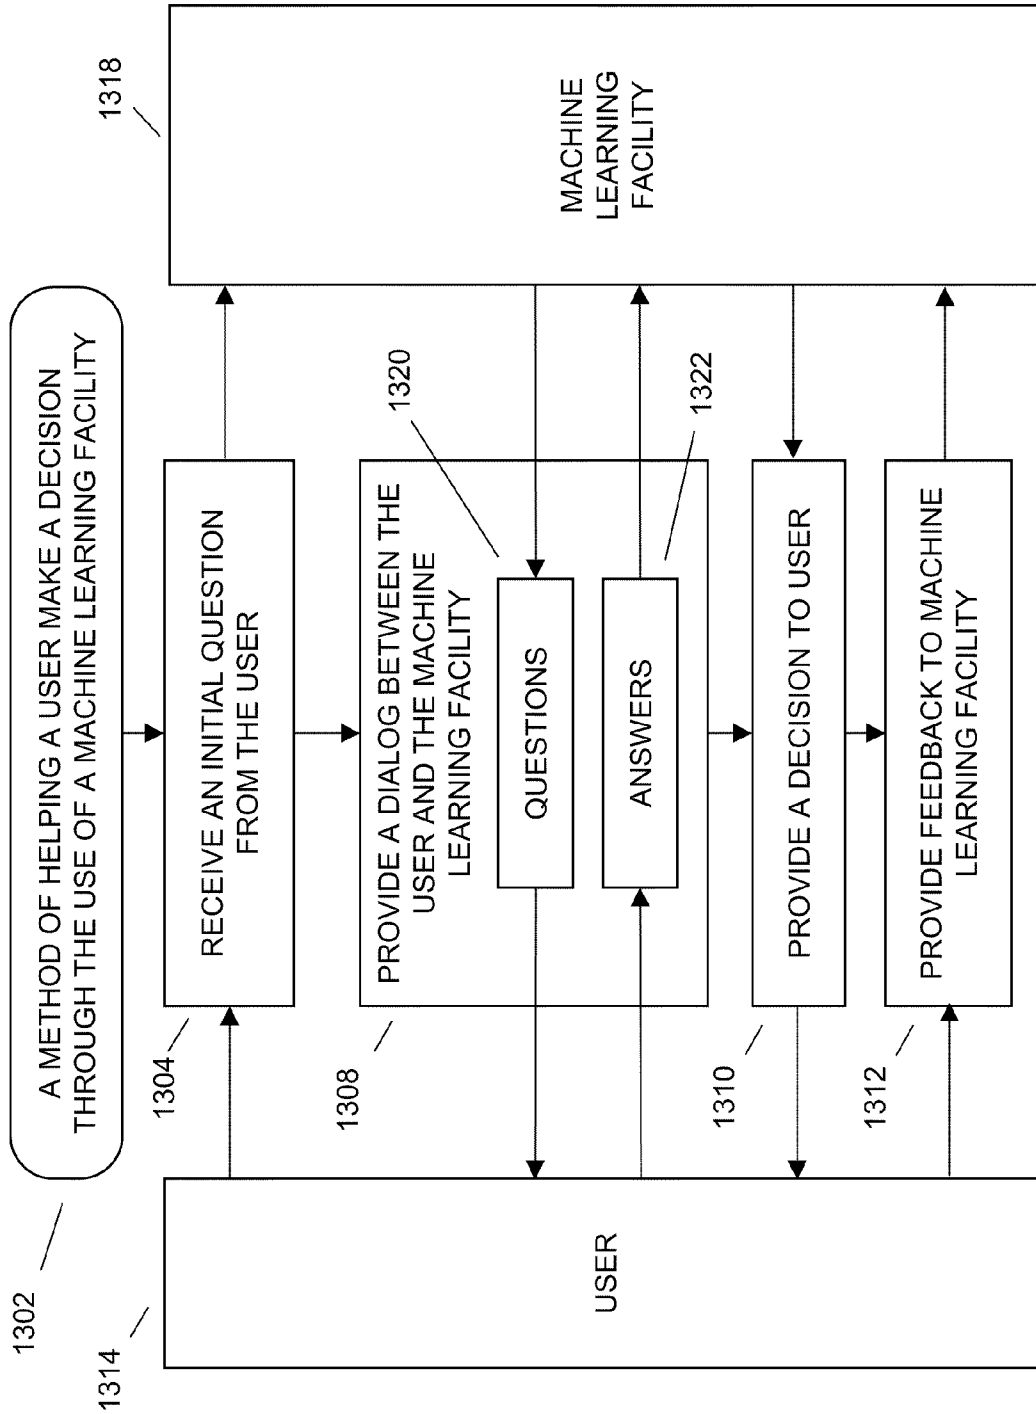 1302
A METHOD OF HELPING A USER MAKE A DECISION
THROUGH THE USE OF A MACHINE LEARNING FACILITY
1314
USER
1304
RECEIVE AN INITIAL QUESTION
FROM THE USER
1308
PROVIDE A DIALOG BETWEEN THE
USER AND THE MACHINE
LEARNING FACILITY
1320
QUESTIONS
ANSWERS
1322
1310
PROVIDE A DECISION TO USER
1312
PROVIDE FEEDBACK TO MACHINE
LEARNING FACILITY
1318
MACHINE
LEARNING
FACILITY